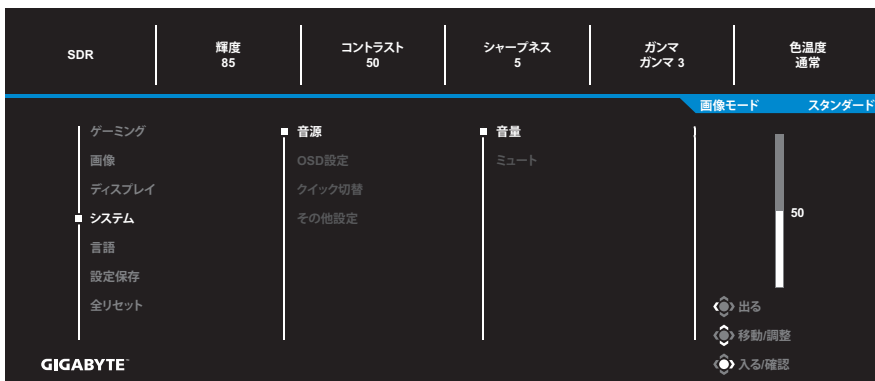 SDR
輝度
85
コントラスト
50
シャープネス
5
ガンマ
ガンマ 3
色温度
通常
画像モード スタンダード
ゲーミング
画像
ディスプレイ
システム
言語
設定保存
全リセット
音源
OSD設定
クイック切替
その他設定
音量
ミュート
50
出る
移動/調整
入る/確認
GIGABYTE™